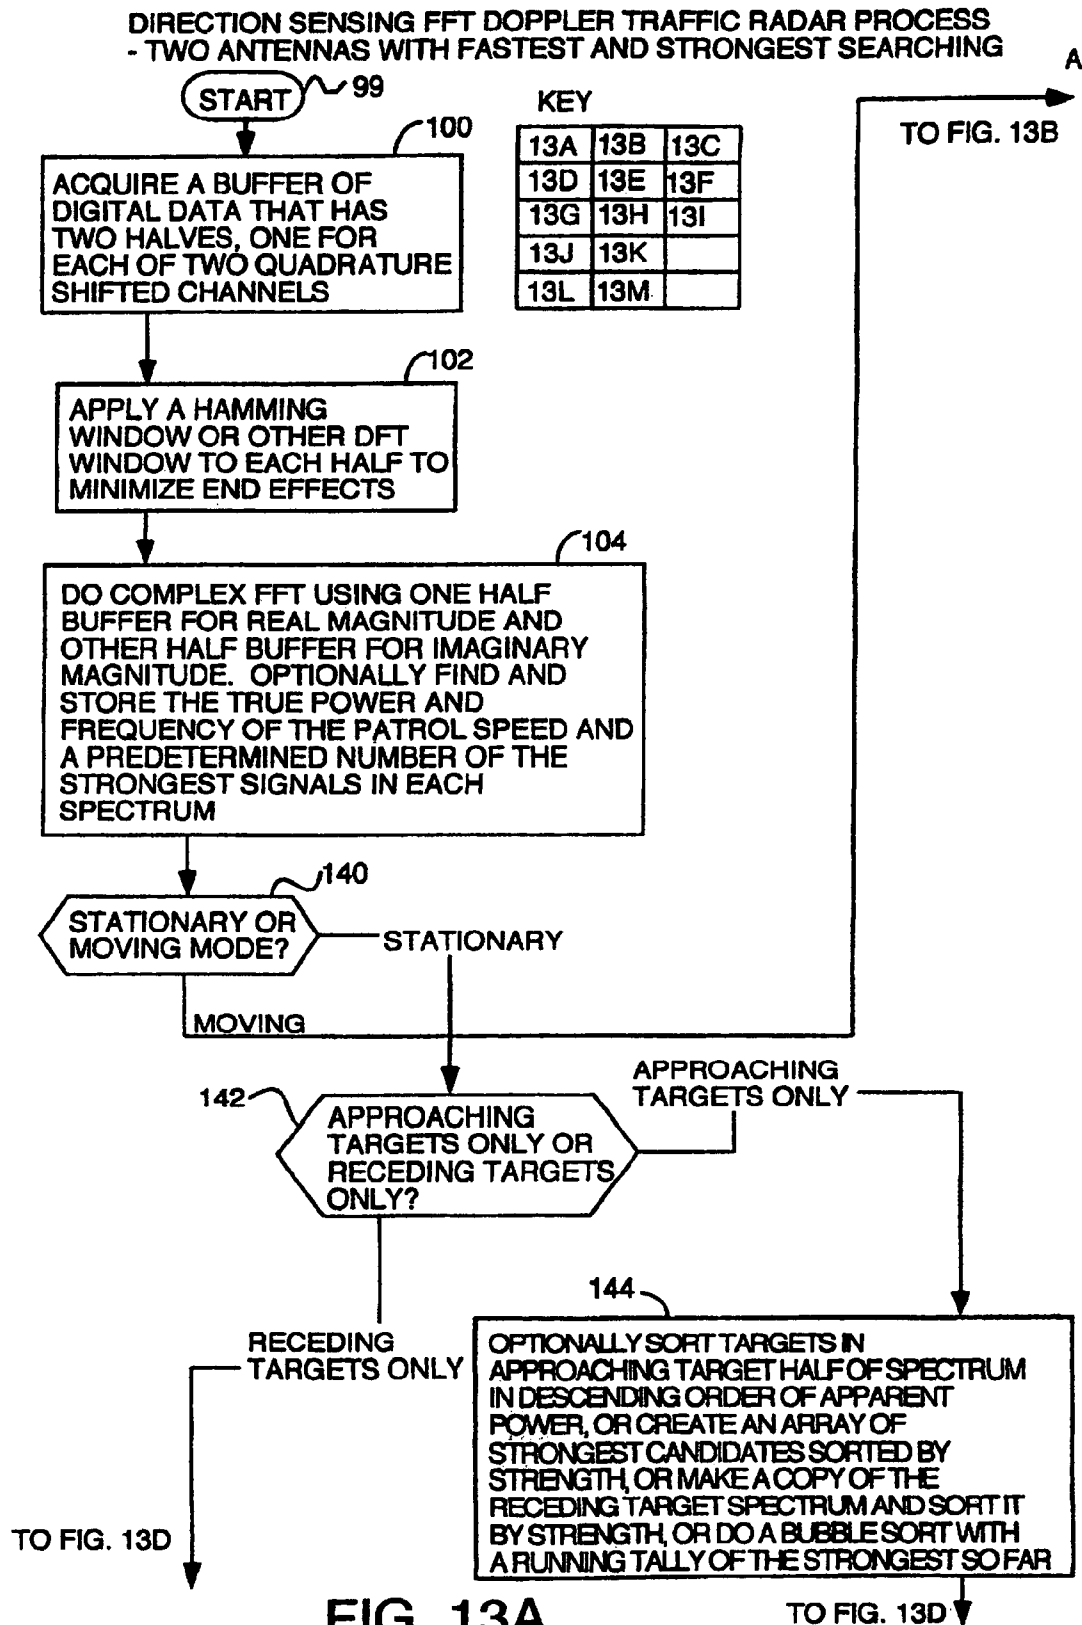 DIRECTION SENSING FFT DOPPLER TRAFFIC RADAR PROCESS
- TWO ANTENNAS WITH FASTEST AND STRONGEST SEARCHING
A
START
99
KEY
TO FIG. 13B
13A 13B 13C
13D 13E 13F
13G 13H 13I
13J 13K
13L 13M
100
ACQUIRE A BUFFER OF
DIGITAL DATA THAT HAS
TWO HALVES, ONE FOR
EACH OF TWO QUADRATURE
SHIFTED CHANNELS
102
APPLY A HAMMING
WINDOW OR OTHER DFT
WINDOW TO EACH HALF TO
MINIMIZE END EFFECTS
104
DO COMPLEX FFT USING ONE HALF
BUFFER FOR REAL MAGNITUDE AND
OTHER HALF BUFFER FOR IMAGINARY
MAGNITUDE. OPTIONALLY FIND AND
STORE THE TRUE POWER AND
FREQUENCY OF THE PATROL SPEED AND
A PREDETERMINED NUMBER OF THE
STRONGEST SIGNALS IN EACH
SPECTRUM
140
STATIONARY OR
MOVING MODE?
STATIONARY
MOVING
142
APPROACHING
TARGETS ONLY OR
RECEDING TARGETS
ONLY?
APPROACHING
TARGETS ONLY
RECEDING
TARGETS ONLY
144
OPTIONALLY SORT TARGETS IN
APPROACHING TARGET HALF OF SPECTRUM
IN DESCENDING ORDER OF APPARENT
POWER, OR CREATE AN ARRAY OF
STRONGEST CANDIDATES SORTED BY
STRENGTH, OR MAKE A COPY OF THE
RECEDING TARGET SPECTRUM AND SORT IT
BY STRENGTH, OR DO A BUBBLE SORT WITH
A RUNNING TALLY OF THE STRONGEST SO FAR
TO FIG. 13D
TO FIG. 13D
FIG. 13A